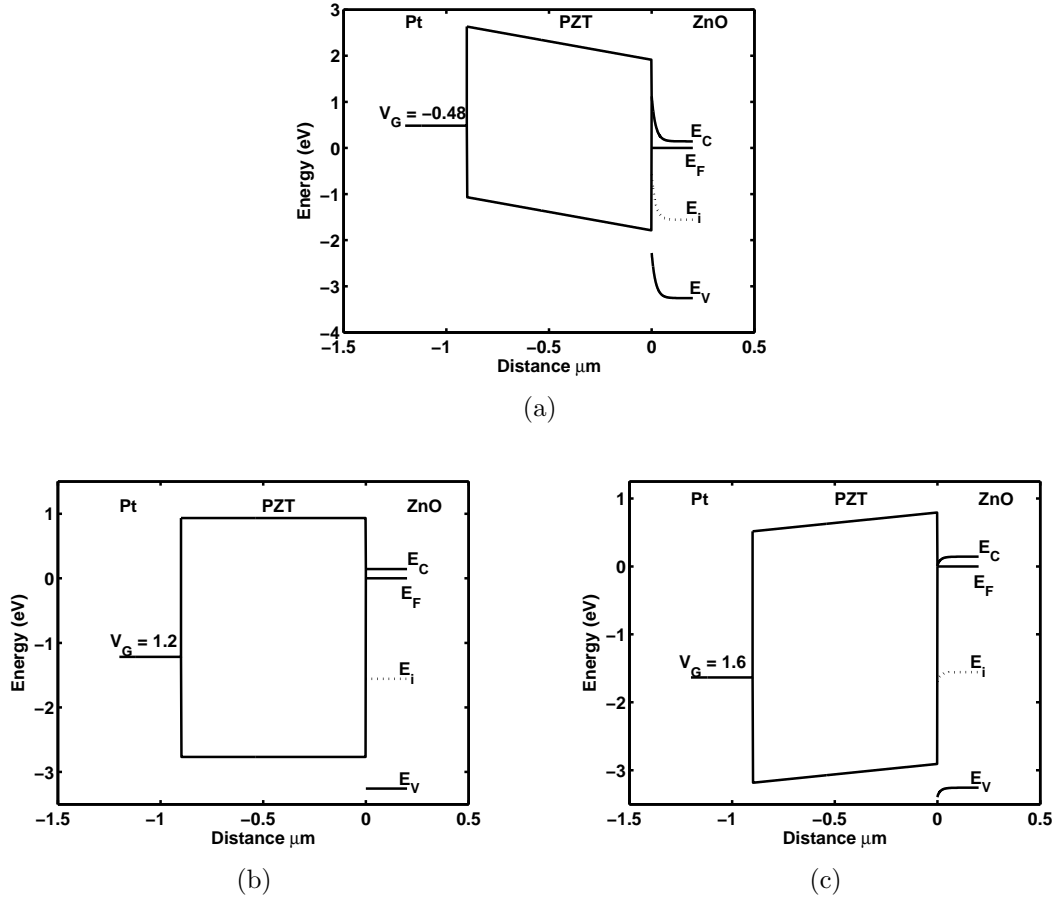 3
Pt PZT ZnO
2
1
V_G = −0.48
E_C
0
E_F
Energy (eV)
−1
E_i
−2
−3
E_V
−4
−1.5 −1 −0.5 0 0.5
Distance μm
(a)
Pt PZT ZnO
1
E_C
0
E_F
Energy (eV)
−1
V_G = 1.2
E_i
−2
−3
E_V
−1.5 −1 −0.5 0 0.5
Distance μm
(b)
Pt PZT ZnO
1
E_C
0
E_F
Energy (eV)
−1
V_G = 1.6
E_i
−2
−3
E_V
−1.5 −1 −0.5 0 0.5
Distance μm
(c)